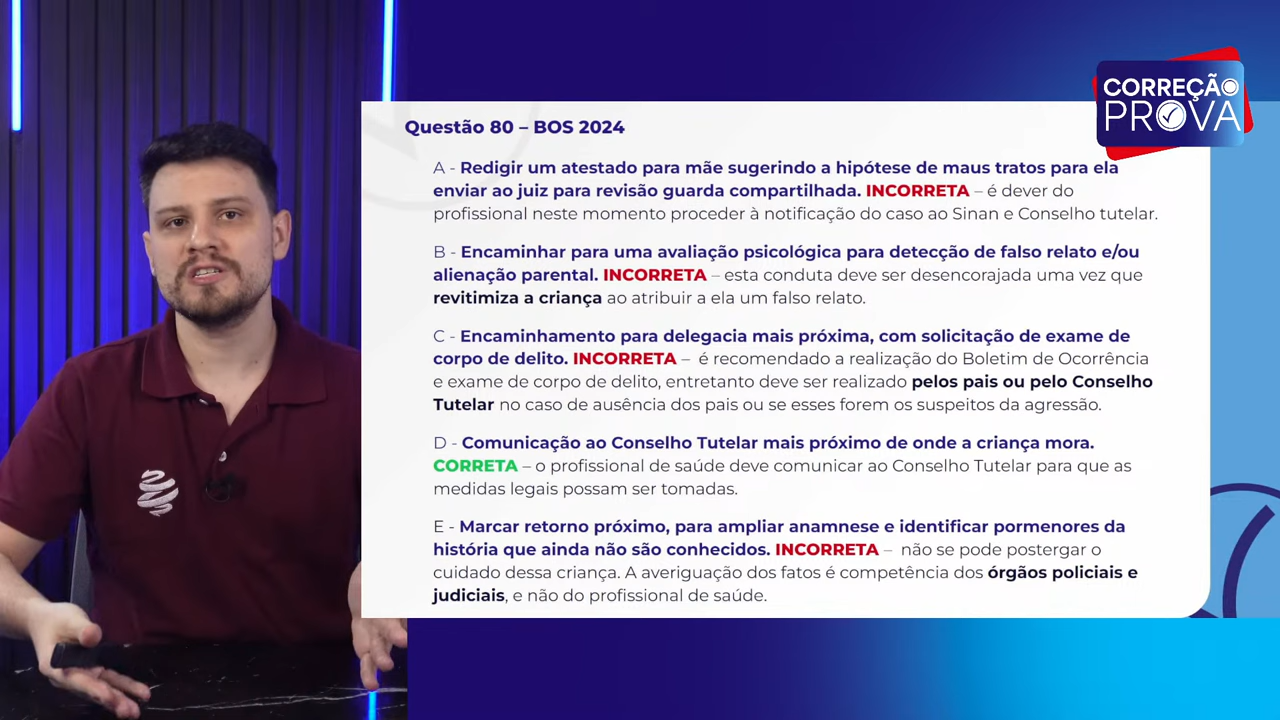 CORREÇÃO
PROVA
Questão 80 – BOS 2024
A - Redigir um atestado para mãe sugerindo a hipótese de maus tratos para ela
enviar ao juiz para revisão guarda compartilhada. INCORRETA – é dever do
profissional neste momento proceder à notificação do caso ao Sinan e Conselho tutelar.
B - Encaminhar para uma avaliação psicológica para detecção de falso relato e/ou
alienação parental. INCORRETA – esta conduta deve ser desencorajada uma vez que
revitimiza a criança ao atribuir a ela um falso relato.
C - Encaminhamento para delegacia mais próxima, com solicitação de exame de
corpo de delito. INCORRETA – é recomendado a realização do Boletim de Ocorrência
e exame de corpo de delito, entretanto deve ser realizado pelos pais ou pelo Conselho
Tutelar no caso de ausência dos pais ou se esses forem os suspeitos da agressão.
D - Comunicação ao Conselho Tutelar mais próximo de onde a criança mora.
CORRETA – o profissional de saúde deve comunicar ao Conselho Tutelar para que as
medidas legais possam ser tomadas.
E - Marcar retorno próximo, para ampliar anamnese e identificar pormenores da
história que ainda não são conhecidos. INCORRETA – não se pode postergar o
cuidado dessa criança. A averiguação dos fatos é competência dos órgãos policiais e
judiciais, e não do profissional de saúde.